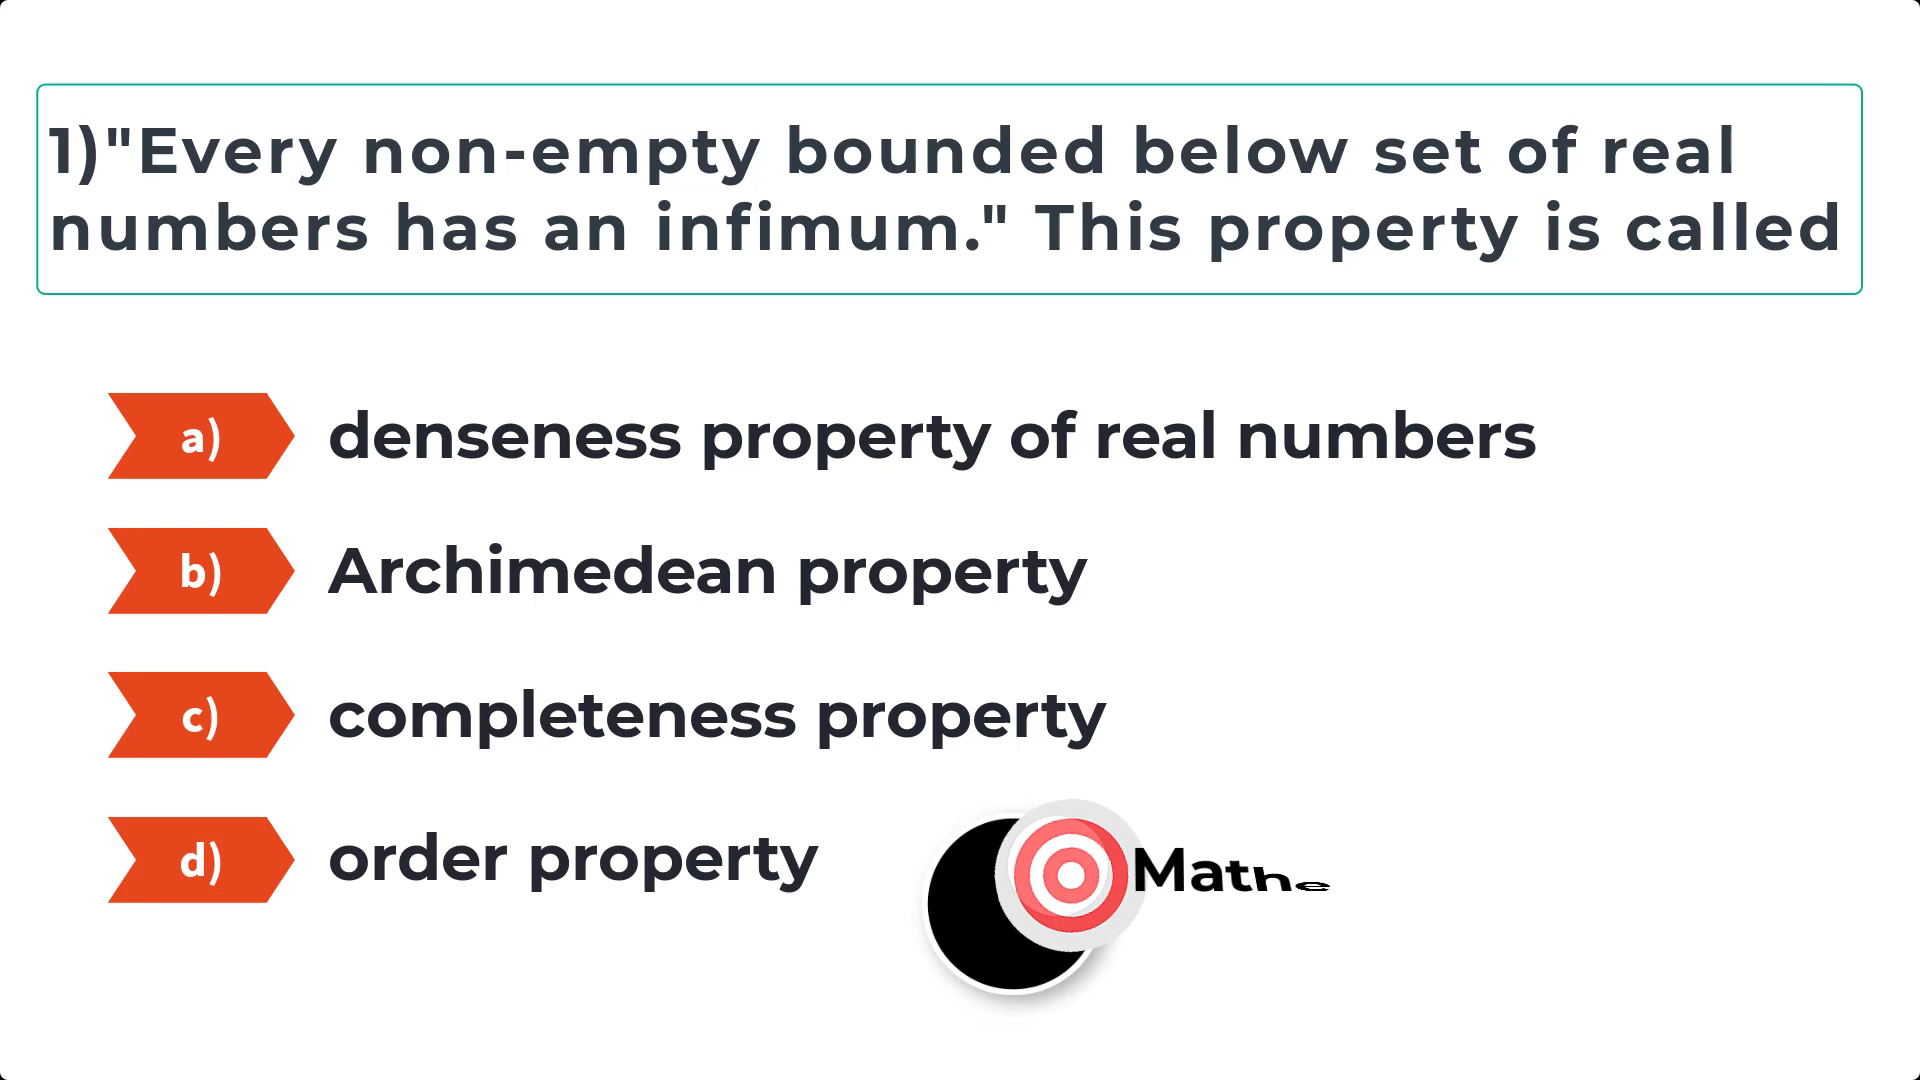 1)"Every non-empty bounded below set of real
numbers has an infimum." This property is called
a) denseness property of real numbers
b) Archimedean property
c) completeness property
d) order property
Mathe